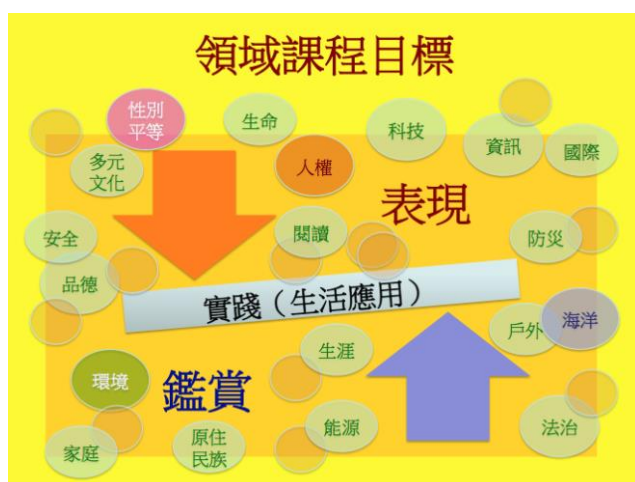 領域課程目標
性別
平等
生命
科技
資訊
國際
多元
文化
人權
表現
安全
閱讀
防災
品德
實踐（生活應用）
戶外
海洋
生涯
環境
鑑賞
能源
法治
家庭
原住
民族